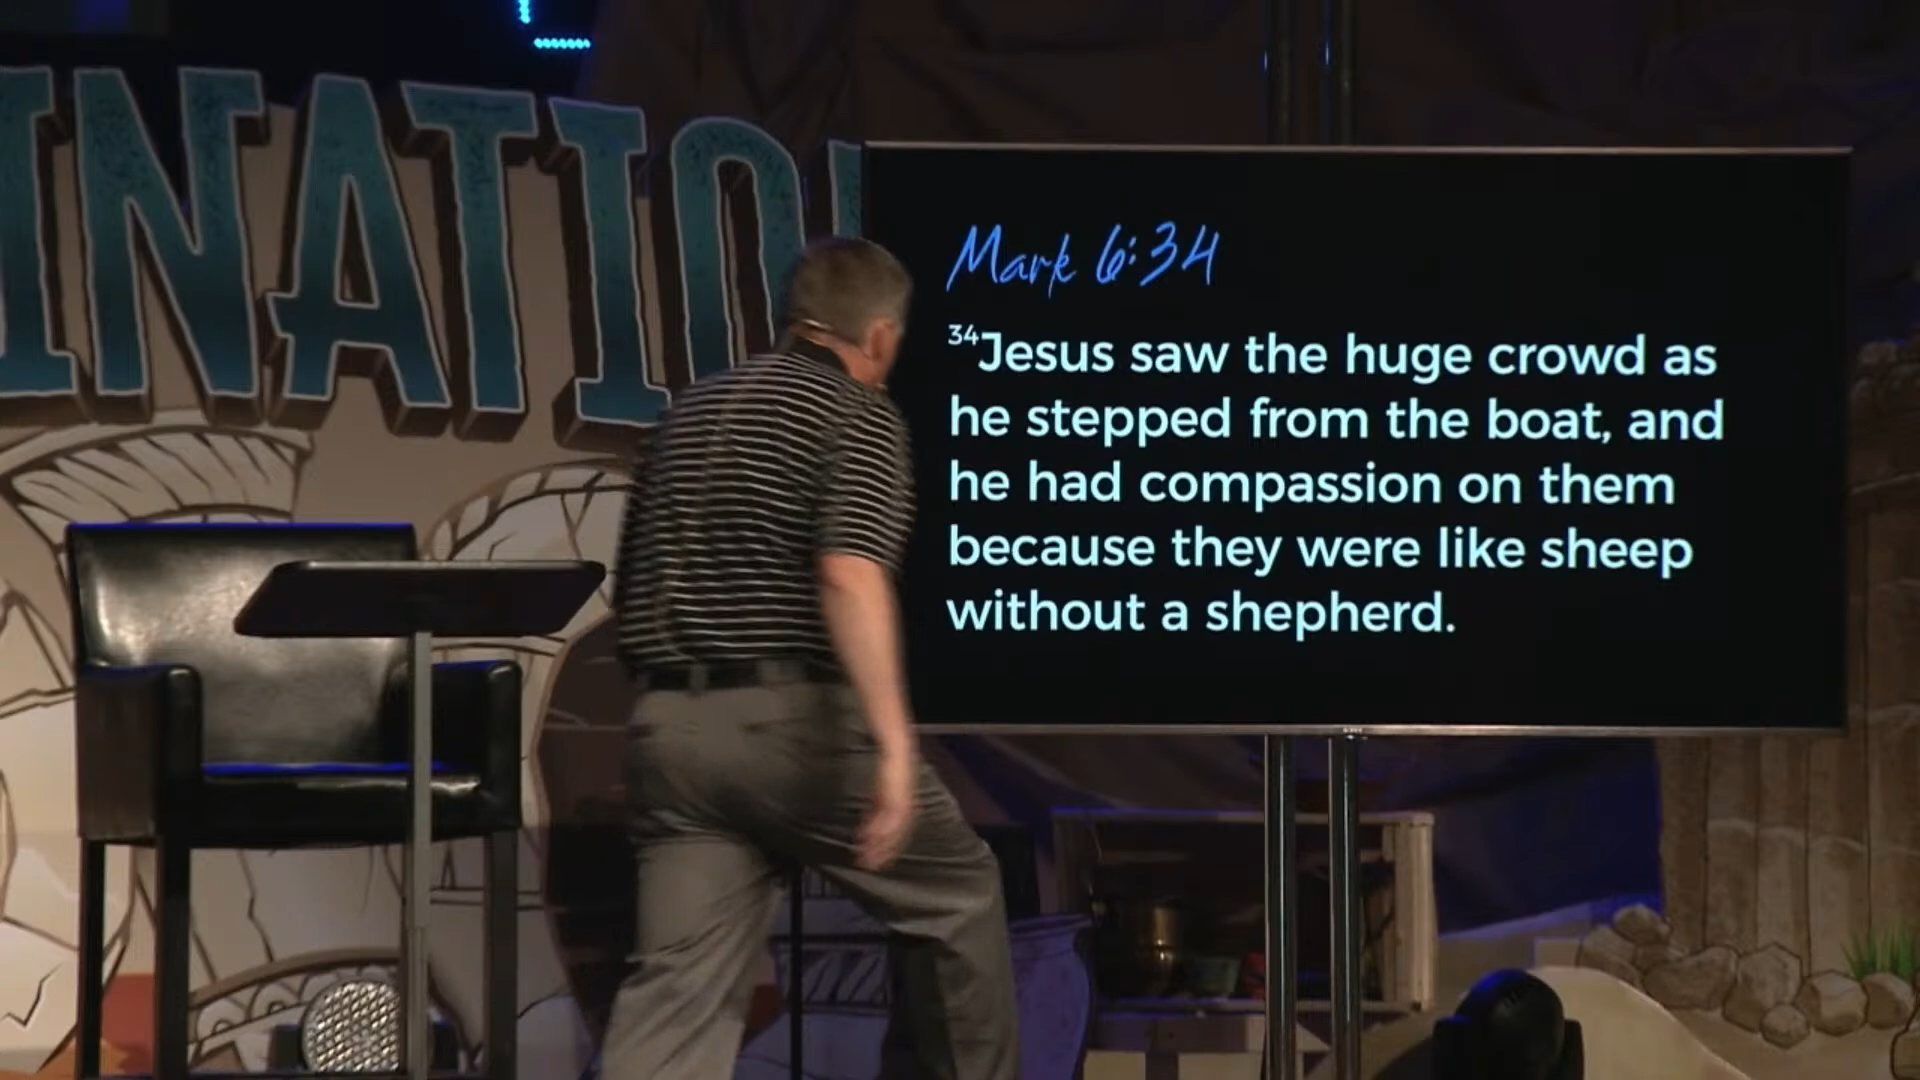 INATIO
Mark 6:34
34Jesus saw the huge crowd as
he stepped from the boat, and
he had compassion on them
because they were like sheep
without a shepherd.